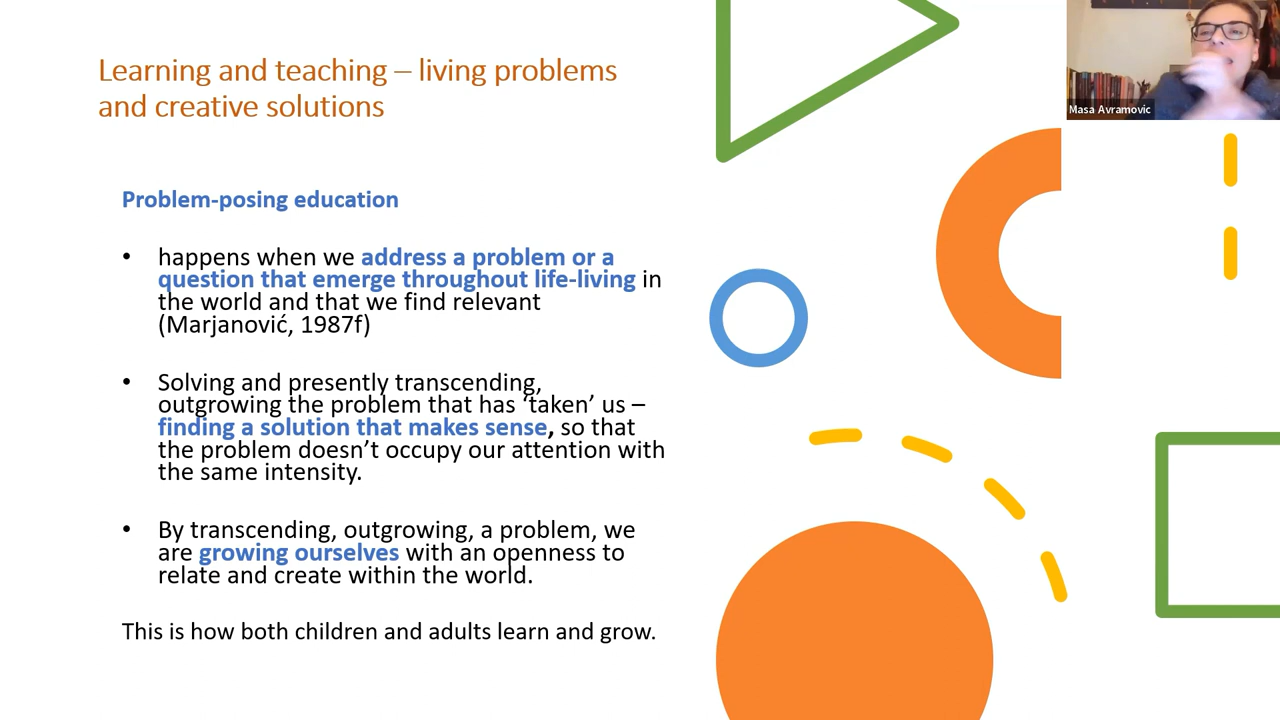 Learning and teaching – living problems
and creative solutions
Masa Avramovic
Problem-posing education
• happens when we address a problem or a
question that emerge throughout life-living in
the world and that we find relevant
(Marjanović, 1987f)
• Solving and presently transcending,
outgrowing the problem that has ‘taken’ us –
finding a solution that makes sense, so that
the problem doesn’t occupy our attention with
the same intensity.
• By transcending, outgrowing, a problem, we
are growing ourselves with an openness to
relate and create within the world.
This is how both children and adults learn and grow.